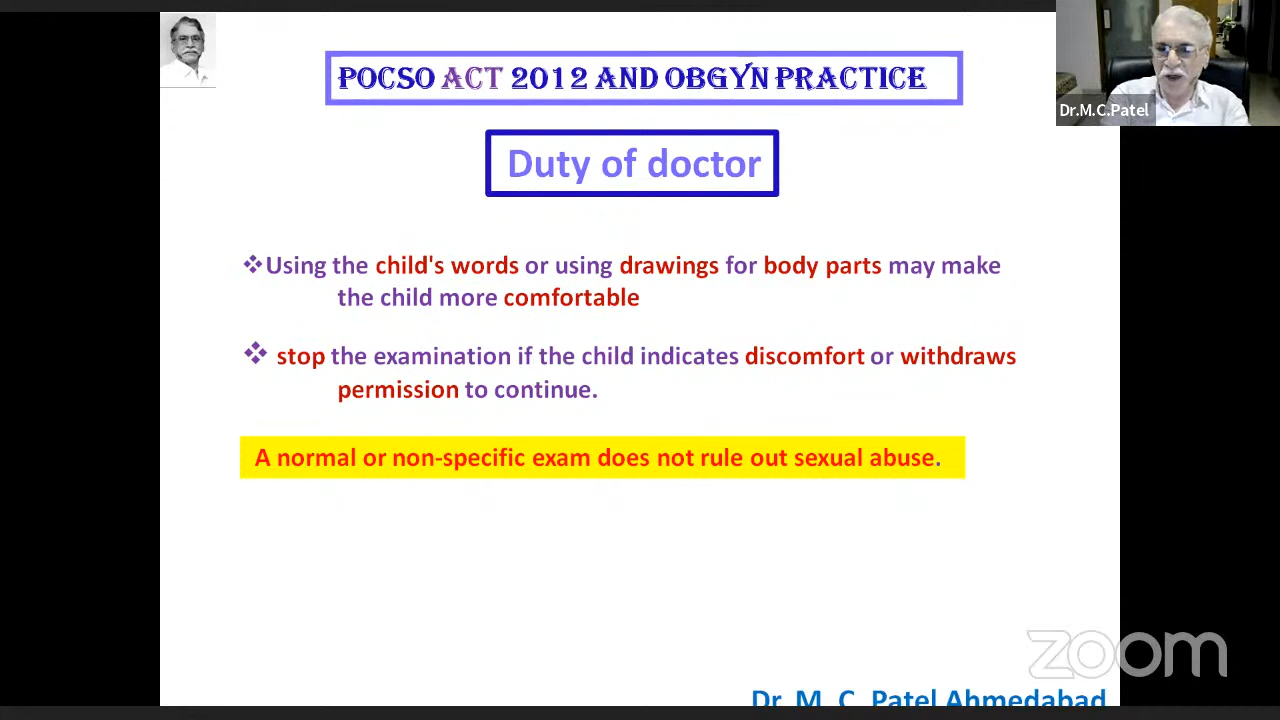 POCSO ACT 2012 AND OBGYN PRACTICE
Dr.M.C.Patel
Duty of doctor
❖Using the child's words or using drawings for body parts may make
the child more comfortable
❖ stop the examination if the child indicates discomfort or withdraws
permission to continue.
A normal or non-specific exam does not rule out sexual abuse.
zoom
Dr. M. C. Patel Ahmedabad